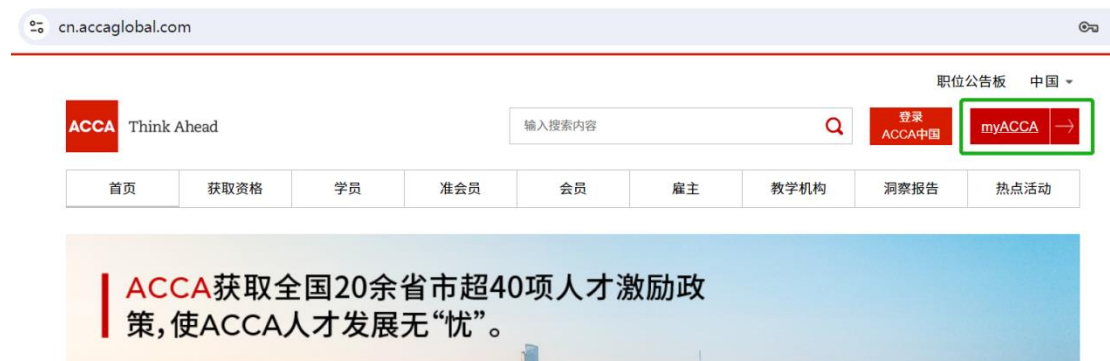 cn.accaglobal.com
职位公告板 中国
ACCA Think Ahead
输入搜索内容
登录
ACCA中国
myACCA
首页 获取资格 学员 准会员 会员 雇主 教学机构 洞察报告 热点活动
ACCA获取全国20余省市超40项人才激励政
策,使ACCA人才发展无“忧”。